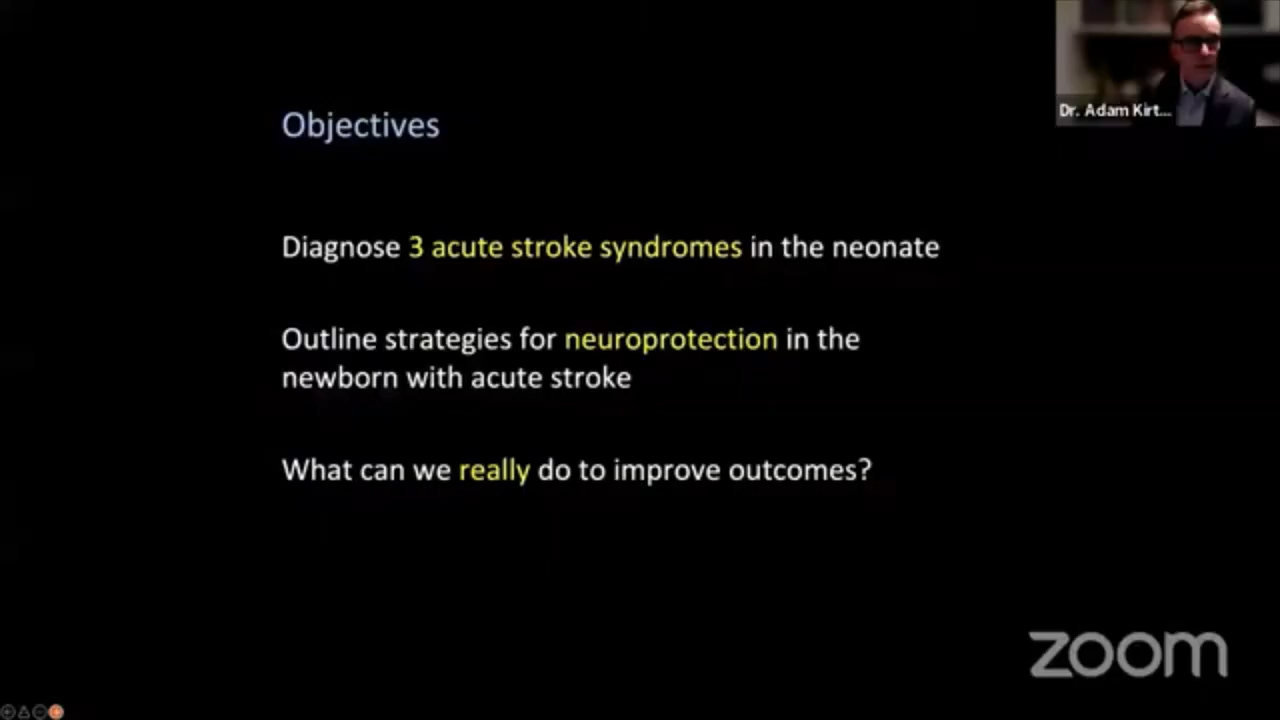 Dr. Adam Kirt...
Objectives
Diagnose 3 acute stroke syndromes in the neonate
Outline strategies for neuroprotection in the
newborn with acute stroke
What can we really do to improve outcomes?
zoom